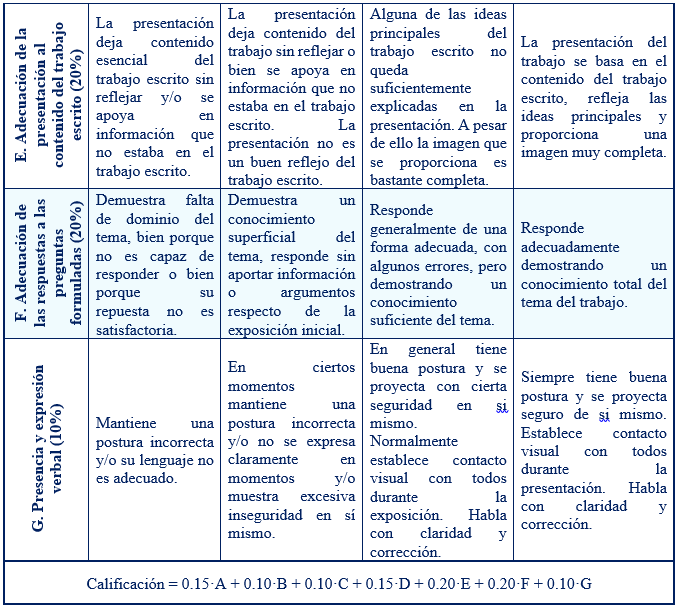 E. Adecuación de la
presentación al
contenido del trabajo
escrito (20%)
La presentación
deja contenido
esencial del
trabajo escrito sin
reflejar y/o se
apoya en
información que
no estaba en el
trabajo escrito.
La presentación
deja contenido del
trabajo sin reflejar o
bien se apoya en
información que no
estaba en el trabajo
escrito. La
presentación no es
un buen reflejo del
trabajo escrito.
Alguna de las ideas
principales del
trabajo escrito no
queda
suficientemente
explicadas en la
presentación. A pesar
de ello la imagen que
se proporciona es
bastante completa.
La presentación del
trabajo se basa en el
contenido del trabajo
escrito, refleja las
ideas principales y
proporciona una
imagen muy completa.
F. Adecuación de
las respuestas a las
preguntas
formuladas (20%)
Demuestra falta
de dominio del
tema, bien porque
no es capaz de
responder o bien
porque su
repuesta no es
satisfactoria.
Demuestra un
conocimiento
superficial del
tema, responde sin
aportar información
o argumentos
respecto de la
exposición inicial.
Responde
generalmente de una
forma adecuada, con
algunos errores, pero
demostrando un
conocimiento
suficiente del tema.
Responde
adecuadamente
demostrando un
conocimiento total del
tema del trabajo.
G. Presencia y expresión
verbal (10%)
Mantiene una
postura incorrecta
y/o su lenguaje no
es adecuado.
En ciertos
momentos
mantiene una
postura incorrecta
y/o no se expresa
claramente en
momentos y/o
muestra excesiva
inseguridad en sí
mismo.
En general tiene
buena postura y se
proyecta con cierta
seguridad en si
mismo.
Normalmente
establece contacto
visual con todos
durante la
exposición. Habla
con claridad y
corrección.
Siempre tiene buena
postura y se proyecta
seguro de si mismo.
Establece contacto
visual con todos
durante la
presentación. Habla
con claridad y
corrección.
Calificación = 0.15·A + 0.10·B + 0.10·C + 0.15·D + 0.20·E + 0.20·F + 0.10·G